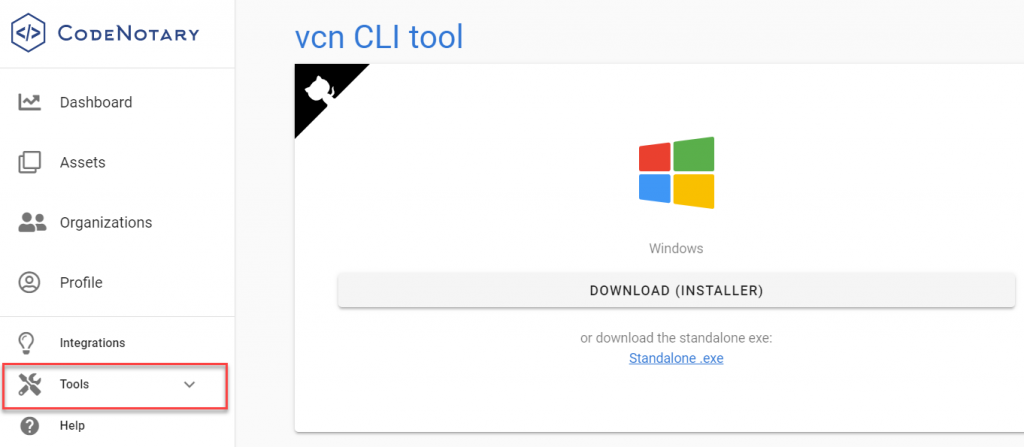 CodeNotary
Dashboard
Assets
Organizations
Profile
Integrations
Tools
Help
vcn CLI tool
Windows
DOWNLOAD (INSTALLER)
or download the standalone exe:
Standalone .exe